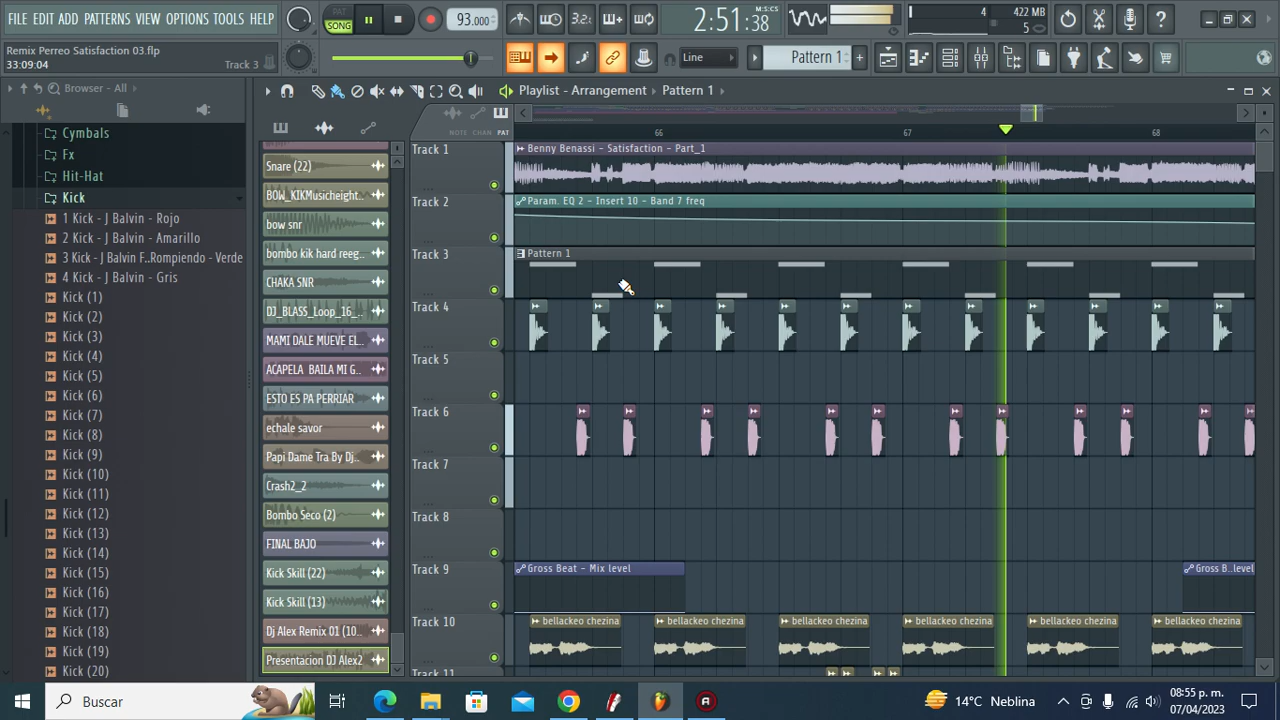 FILE EDIT ADD PATTERNS VIEW OPTIONS TOOLS HELP
PAT
SONG
93.000
3.2
2:51:38
M:S:CS
4
422 MB
5
Remix Perreo Satisfaction 03.flp
33:09:04
Track 3
Line
Pattern 1
Browser - All
Playlist - Arrangement
Pattern 1
NOTE CHAN PAT
66
67
68
Cymbals
Fx
Hit-Hat
Kick
1 Kick - J Balvin - Rojo
2 Kick - J Balvin - Amarillo
3 Kick - J Balvin F..Rompiendo - Verde
4 Kick - J Balvin - Gris
Kick (1)
Kick (2)
Kick (3)
Kick (4)
Kick (5)
Kick (6)
Kick (7)
Kick (8)
Kick (9)
Kick (10)
Kick (11)
Kick (12)
Kick (13)
Kick (14)
Kick (15)
Kick (16)
Kick (17)
Kick (18)
Kick (19)
Kick (20)
Snare (22)
BOW_KIKMusicheight..
bow snr
bombo kik hard reeg..
CHAKA SNR
DJ_BLASS_Loop_16_..
MAMI DALE MUEVE EL..
ACAPELA BAILA MI G..
ESTO ES PA PERRIAR
echale savor
Papi Dame Tra By Dj..
Crash2_2
Bombo Seco (2)
FINAL BAJO
Kick Skill (22)
Kick Skill (13)
Dj Alex Remix 01 (10..
Presentacion DJ Alex2
Track 1
Benny Benassi - Satisfaction - Part_1
Track 2
Param. EQ 2 - Insert 10 - Band 7 freq
Track 3
Pattern 1
Track 4
Track 5
Track 6
Track 7
Track 8
Track 9
Gross Beat - Mix level
Gross B..level
Track 10
bellackeo chezina
bellackeo chezina
bellackeo chezina
bellackeo chezina
bellackeo chezina
bellackeo chezina
Track 11
Buscar
14°C Neblina
08:55 p. m.
07/04/2023